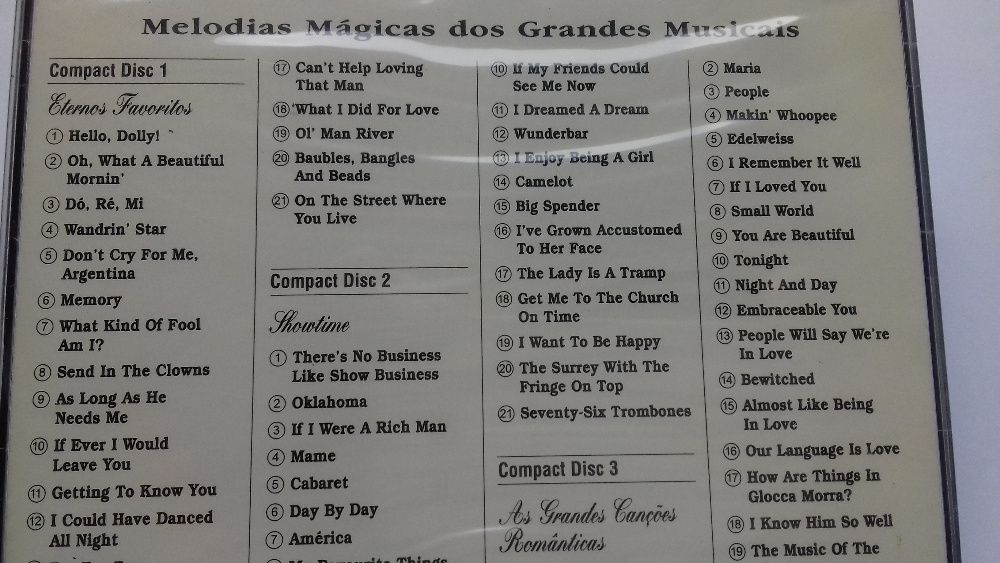 Melodias Mágicas dos Grandes Musicais
Compact Disc 1
Eternos Favoritos
1 Hello, Dolly!
2 Oh, What A Beautiful
Mornin'
3 Dó, Ré, Mi
4 Wandrin' Star
5 Don't Cry For Me,
Argentina
6 Memory
7 What Kind Of Fool
Am I?
8 Send In The Clowns
9 As Long As He
Needs Me
10 If Ever I Would
Leave You
11 Getting To Know You
12 I Could Have Danced
All Night
17 Can't Help Loving
That Man
18 What I Did For Love
19 Ol' Man River
20 Baubles, Bangles
And Beads
21 On The Street Where
You Live
Compact Disc 2
Showtime
1 There's No Business
Like Show Business
2 Oklahoma
3 If I Were A Rich Man
4 Mame
5 Cabaret
6 Day By Day
7 América
My Favourite Things
10 If My Friends Could
See Me Now
11 I Dreamed A Dream
12 Wunderbar
13 I Enjoy Being A Girl
14 Camelot
15 Big Spender
16 I've Grown Accustomed
To Her Face
17 The Lady Is A Tramp
18 Get Me To The Church
On Time
19 I Want To Be Happy
20 The Surrey With The
Fringe On Top
21 Seventy-Six Trombones
Compact Disc 3
As Grandes Canções
Românticas
2 Maria
3 People
4 Makin' Whoopee
5 Edelweiss
6 I Remember It Well
7 If I Loved You
8 Small World
9 You Are Beautiful
10 Tonight
11 Night And Day
12 Embraceable You
13 People Will Say We're
In Love
14 Bewitched
15 Almost Like Being
In Love
16 Our Language Is Love
17 How Are Things In
Glocca Morra?
18 I Know Him So Well
19 The Music Of The